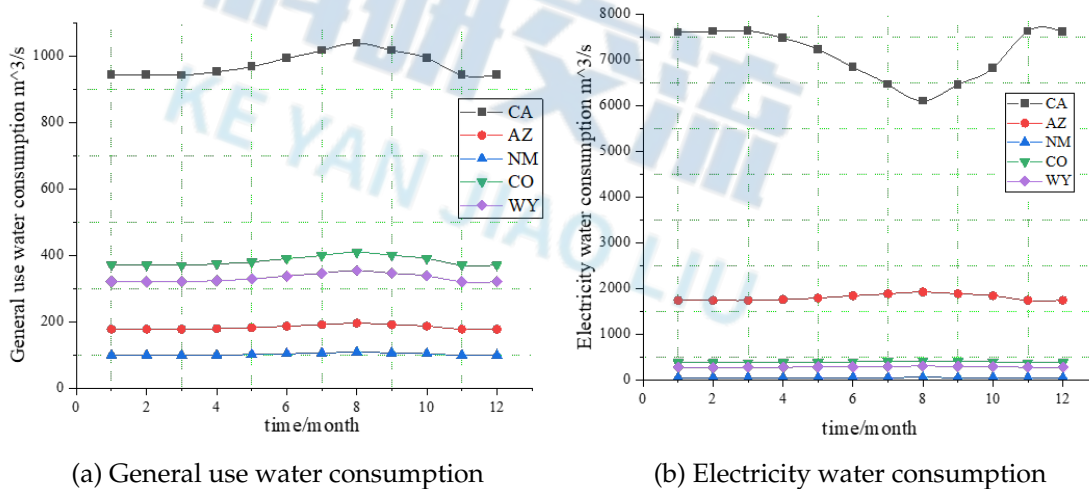 General use water consumption m^3/s
1000
800
600
400
200
0
0 2 4 6 8 10 12
time/month
CA
AZ
NM
CO
WY
(a) General use water consumption
Electricity water consumption m^3/s
8000
7000
6000
5000
4000
3000
2000
1000
0
0 2 4 6 8 10 12
time/month
CA
AZ
NM
CO
WY
(b) Electricity water consumption
KE YAN JIAO LIU